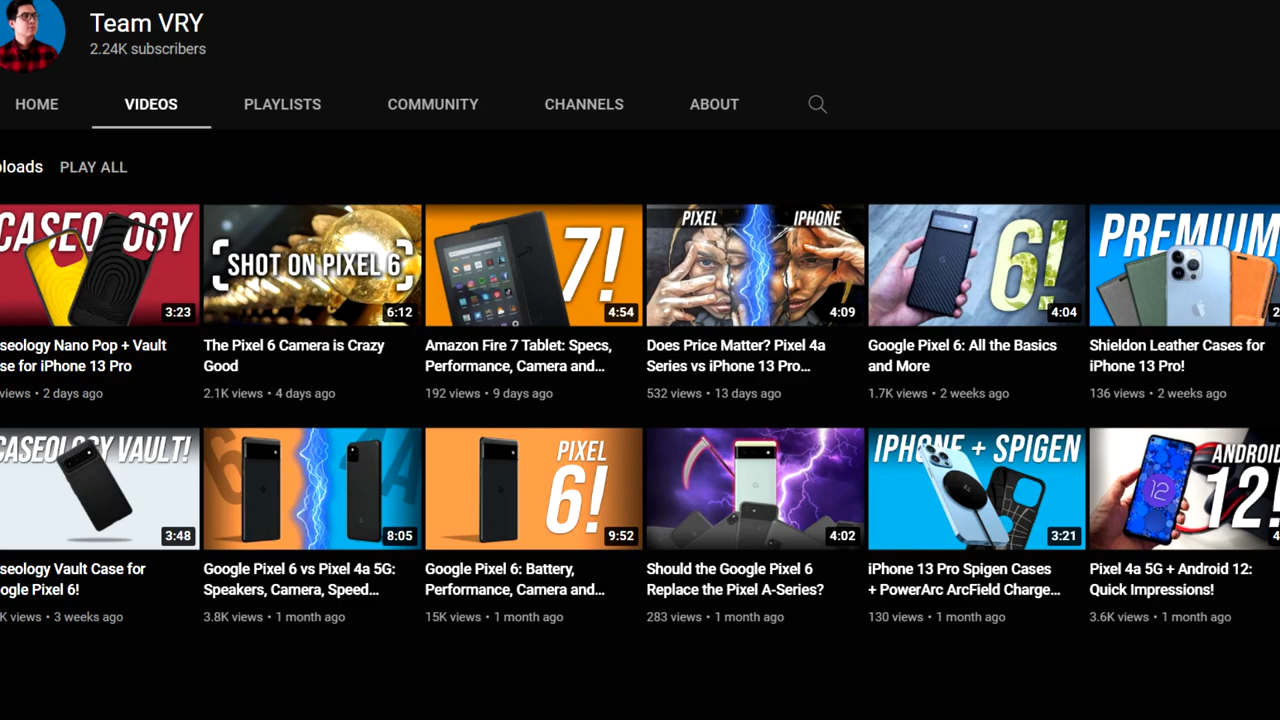 Team VRY
2.24K subscribers
HOME VIDEOS PLAYLISTS COMMUNITY CHANNELS ABOUT
loads PLAY ALL
CASEOLOGY
3:23
SHOT ON PIXEL 6
6:12
7!
4:54
PIXEL IPHONE
4:09
6!
4:04
PREMIUM
2
seology Nano Pop + Vault
se for iPhone 13 Pro
views • 2 days ago
The Pixel 6 Camera is Crazy
Good
2.1K views • 4 days ago
Amazon Fire 7 Tablet: Specs,
Performance, Camera and...
192 views • 9 days ago
Does Price Matter? Pixel 4a
Series vs iPhone 13 Pro...
532 views • 13 days ago
Google Pixel 6: All the Basics
and More
1.7K views • 2 weeks ago
Shieldon Leather Cases for
iPhone 13 Pro!
136 views • 2 weeks ago
CASEOLOGY VAULT!
3:48
6 4A
8:05
PIXEL
6!
9:52
4:02
IPHONE + SPIGEN
3:21
ANDROID
12!
12
4
seology Vault Case for
ogle Pixel 6!
K views • 3 weeks ago
Google Pixel 6 vs Pixel 4a 5G:
Speakers, Camera, Speed...
3.8K views • 1 month ago
Google Pixel 6: Battery,
Performance, Camera and...
15K views • 1 month ago
Should the Google Pixel 6
Replace the Pixel A-Series?
283 views • 1 month ago
iPhone 13 Pro Spigen Cases
+ PowerArc ArcField Charge...
130 views • 1 month ago
Pixel 4a 5G + Android 12:
Quick Impressions!
3.6K views • 1 month ago